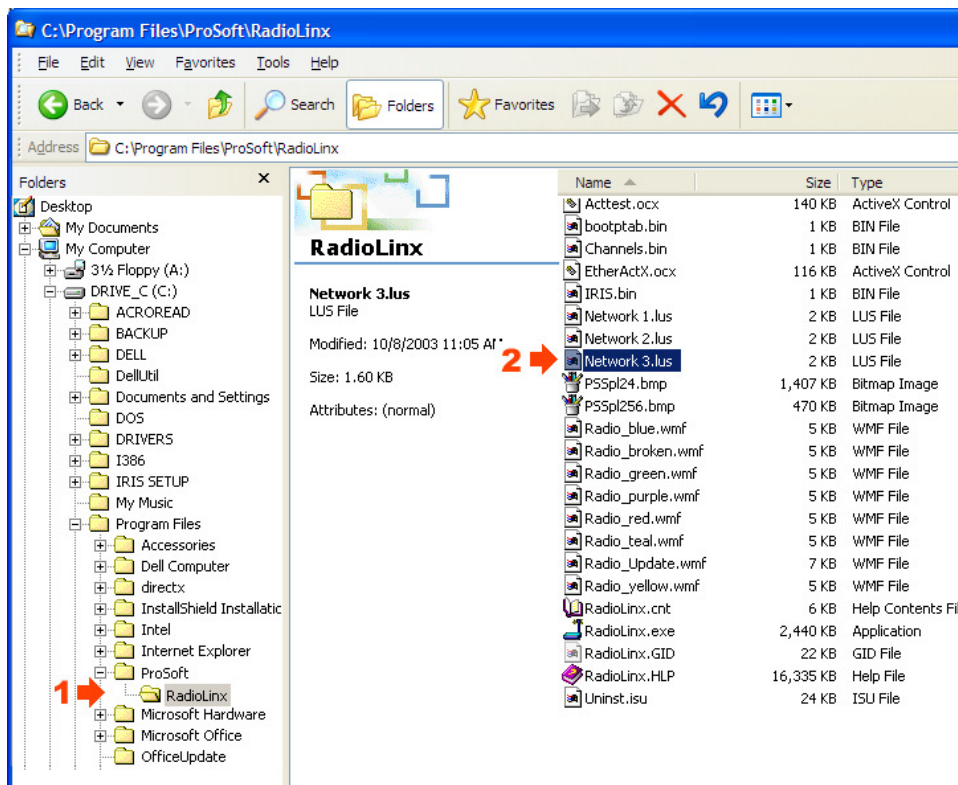 C:\Program Files\ProSoft\RadioLinx
File Edit View Favorites Tools Help
Back Search Folders Favorites
Address C:\Program Files\ProSoft\RadioLinx
Folders X
Desktop
My Documents
My Computer
3½ Floppy (A:)
DRIVE_C (C:)
ACROREAD
BACKUP
DELL
DellUtil
Documents and Settings
DOS
DRIVERS
I386
IRIS SETUP
My Music
Program Files
Accessories
Dell Computer
directx
InstallShield Installatic
Intel
Internet Explorer
ProSoft
1 RadioLinx
Microsoft Hardware
Microsoft Office
OfficeUpdate
RadioLinx
Network 3.lus
LUS File
Modified: 10/8/2003 11:05 AM
Size: 1.60 KB
Attributes: (normal)
Name Size Type
Acttest.ocx 140 KB ActiveX Control
bootptab.bin 1 KB BIN File
Channels.bin 1 KB BIN File
EtherActX.ocx 116 KB ActiveX Control
IRIS.bin 1 KB BIN File
Network 1.lus 2 KB LUS File
Network 2.lus 2 KB LUS File
2 Network 3.lus 2 KB LUS File
PSSpl24.bmp 1,407 KB Bitmap Image
PSSpl256.bmp 470 KB Bitmap Image
Radio_blue.wmf 5 KB WMF File
Radio_broken.wmf 5 KB WMF File
Radio_green.wmf 5 KB WMF File
Radio_purple.wmf 5 KB WMF File
Radio_red.wmf 5 KB WMF File
Radio_teal.wmf 5 KB WMF File
Radio_Update.wmf 7 KB WMF File
Radio_yellow.wmf 5 KB WMF File
RadioLinx.cnt 6 KB Help Contents Fi
RadioLinx.exe 2,440 KB Application
RadioLinx.GID 22 KB GID File
RadioLinx.HLP 16,335 KB Help File
Uninst.isu 24 KB ISU File